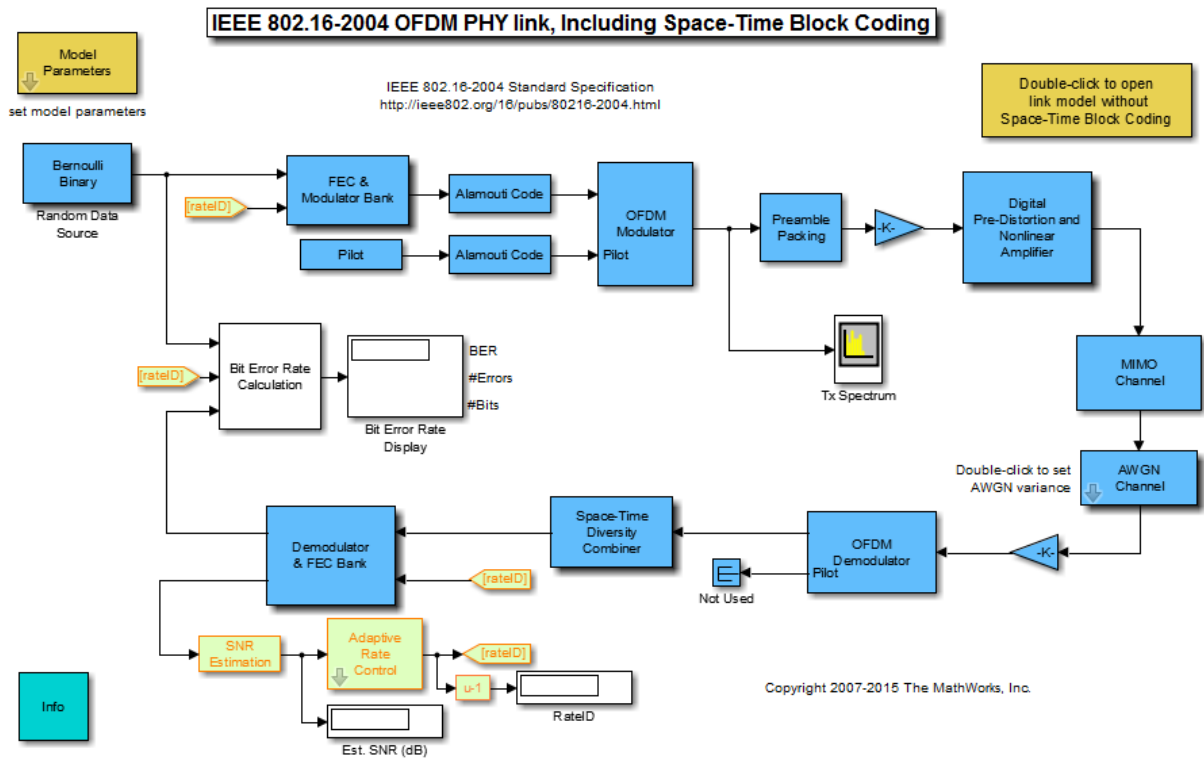 IEEE 802.16-2004 OFDM PHY link, Including Space-Time Block Coding
Model
Parameters
set model parameters
IEEE 802.16-2004 Standard Specification
http://ieee802.org/16/pubs/80216-2004.html
Double-click to open
link model without
Space-Time Block Coding
Bernoulli
Binary
Random Data
Source
[rateID]
FEC &
Modulator Bank
Alamouti Code
Pilot
Alamouti Code
OFDM
Modulator
Pilot
Preamble
Packing
-K-
Digital
Pre-Distortion and
Nonlinear
Amplifier
Tx Spectrum
MIMO
Channel
[rateID]
Bit Error Rate
Calculation
BER
#Errors
#Bits
Bit Error Rate
Display
Double-click to set
AWGN variance
AWGN
Channel
-K-
OFDM
Demodulator
Pilot
Not Used
Space-Time
Diversity
Combiner
[rateID]
Demodulator
& FEC Bank
SNR
Estimation
Adaptive
Rate
Control
[rateID]
u-1
RateID
Est. SNR (dB)
Info
Copyright 2007-2015 The MathWorks, Inc.